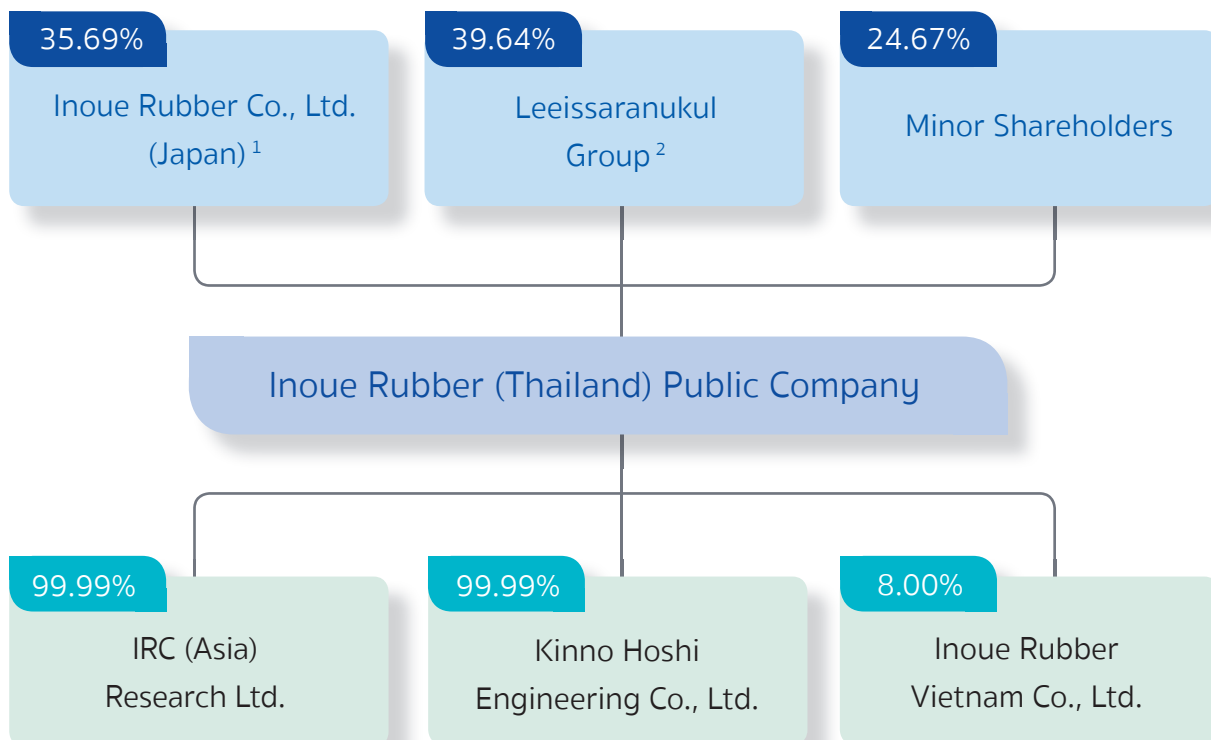 35.69%
Inoue Rubber Co., Ltd.
(Japan) 1
39.64%
Leeissaranukul
Group 2
24.67%
Minor Shareholders
Inoue Rubber (Thailand) Public Company
99.99%
IRC (Asia)
Research Ltd.
99.99%
Kinno Hoshi
Engineering Co., Ltd.
8.00%
Inoue Rubber
Vietnam Co., Ltd.